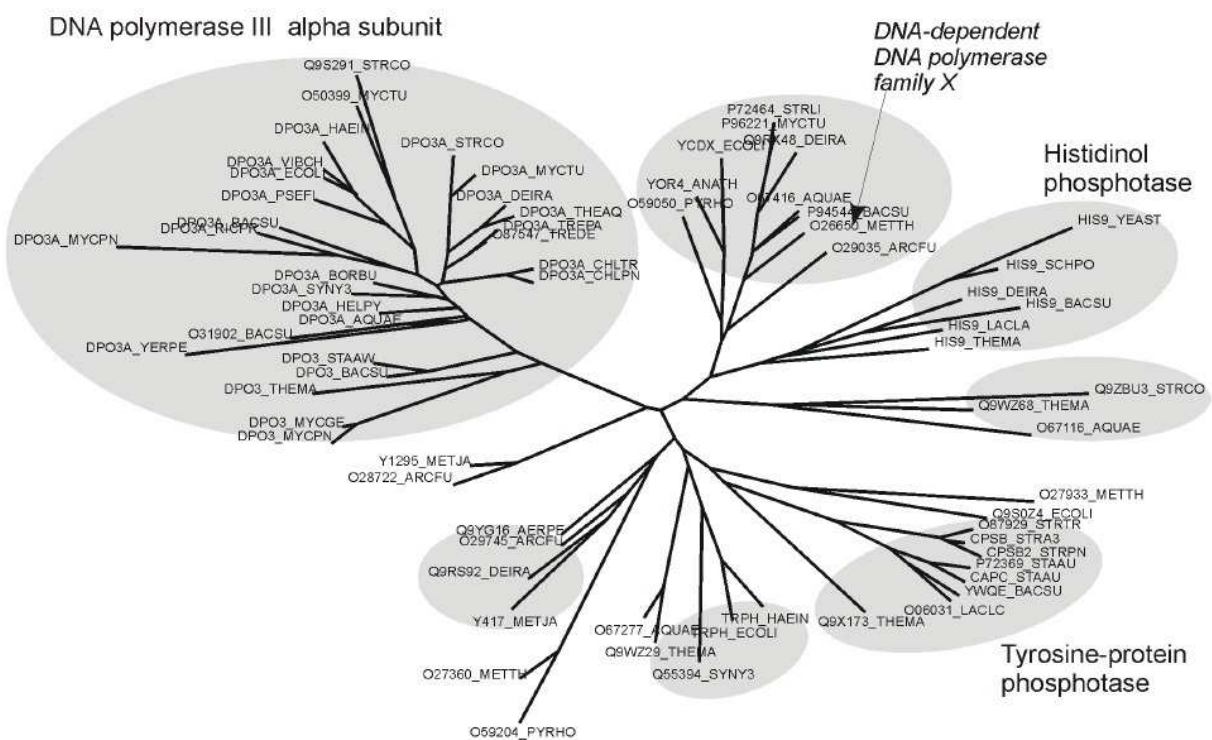 DNA polymerase III alpha subunit
DNA-dependent
DNA polymerase
family X
Q9S291_STRCO
O50399_MYCTU
DPO3A_HAEIN
DPO3A_STRCO
DPO3A_VIBCH
DPO3A_ECOLI
DPO3A_MYCTU
DPO3A_PSEFL
DPO3A_DEIRA
DPO3A_THEAQ
DPO3A_BACSU
DPO3A_RICPR
DPO3A_TREPA
O87547_TREDE
DPO3A_MYCPN
DPO3A_CHLTR
DPO3A_CHLPN
DPO3A_BORBU
DPO3A_SYNY3
DPO3A_HELPY
DPO3A_AQUAE
O31902_BACSU
DPO3A_YERPE
DPO3_STAAW
DPO3_BACSU
DPO3_THEMA
DPO3_MYCGE
DPO3_MYCPN
P72464_STRLI
P96221_MYCTU
Q9RX48_DEIRA
YCDX_ECOLI
YOR4_ANATH
O59050_PYRHO
O67416_AQUAE
P94544_BACSU
O26650_METTH
O29035_ARCFU
Histidinol
phosphotase
HIS9_YEAST
HIS9_SCHPO
HIS9_DEIRA
HIS9_BACSU
HIS9_LACLA
HIS9_THEMA
Q9ZBU3_STRCO
Q9WZ68_THEMA
O67116_AQUAE
Y1295_METJA
O28722_ARCFU
O27933_METTH
Q9S0Z4_ECOLI
O87929_STRTR
CPSB_STRA3
CPSB2_STRPN
P72369_STAAU
CAPC_STAAU
YWQE_BACSU
O06031_LACLC
Q9X173_THEMA
Q9YG16_AERPE
O29745_ARCFU
Q9RS92_DEIRA
Y417_METJA
TRPH_HAEIN
TRPH_ECOLI
O67277_AQUAE
Q9WZ29_THEMA
Q55394_SYNY3
O27360_METTH
O59204_PYRHO
Tyrosine-protein
phosphotase